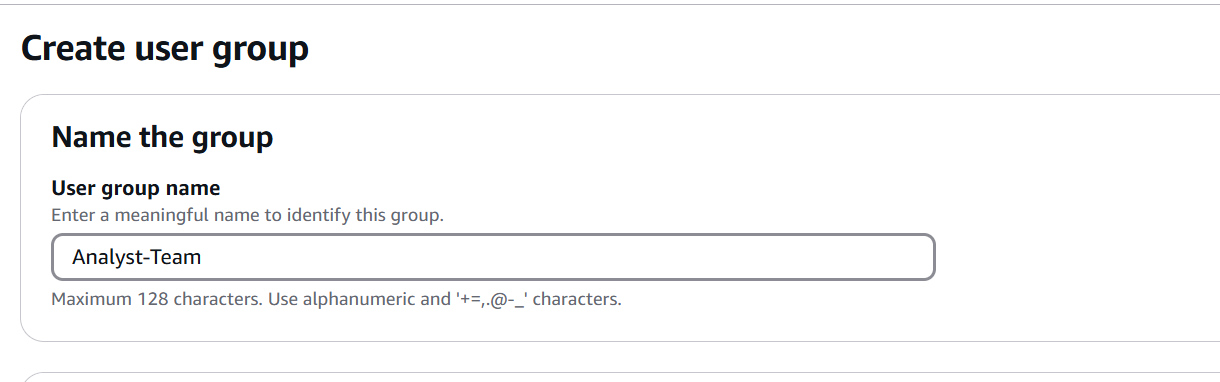 Create user group
Name the group
User group name
Enter a meaningful name to identify this group.
Analyst-Team
Maximum 128 characters. Use alphanumeric and '+=,.@-_' characters.